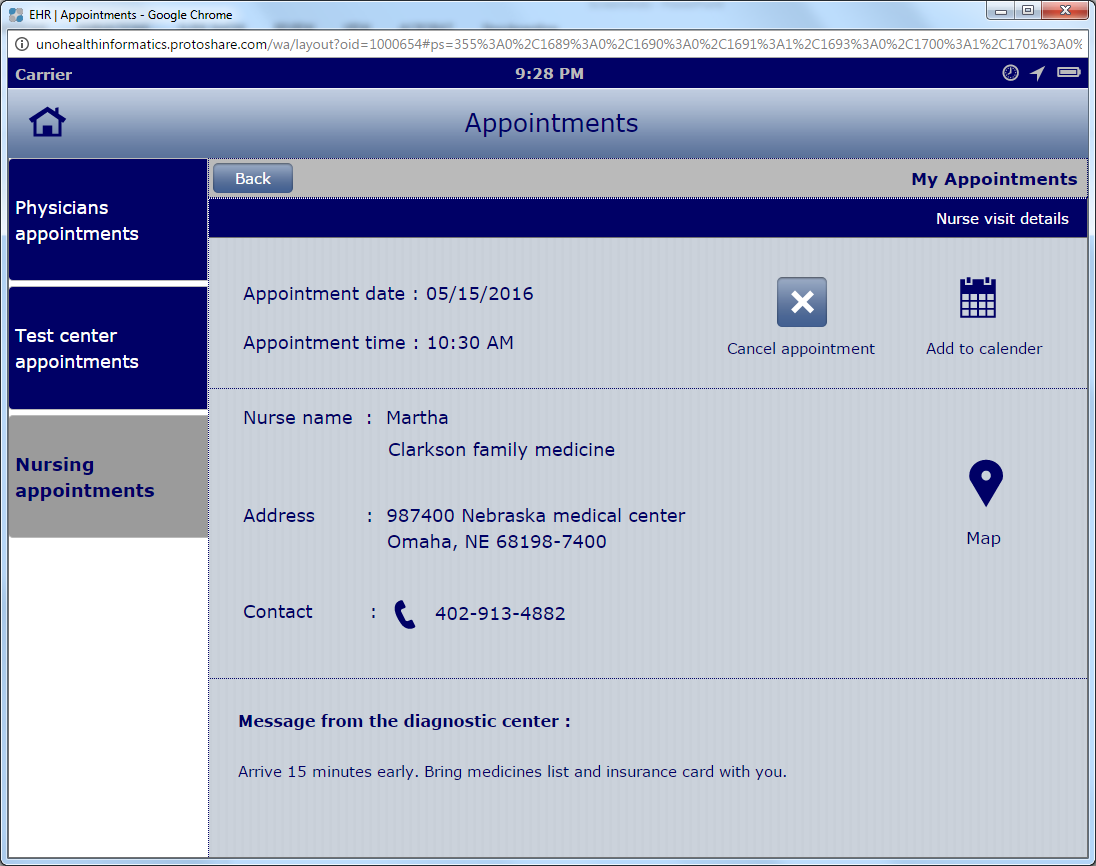 EHR | Appointments - Google Chrome
unohealthinformatics.protoshare.com/wa/layout?oid=1000654#ps=355%3A0%2C1689%3A0%2C1690%3A0%2C1691%3A1%2C1693%3A0%2C1700%3A1%2C1701%3A0%
Carrier 9:28 PM
Appointments
Back My Appointments
Nurse visit details
Physicians
appointments
Test center
appointments
Nursing
appointments
Appointment date : 05/15/2016
Appointment time : 10:30 AM
Cancel appointment Add to calender
Nurse name : Martha
Clarkson family medicine
Address : 987400 Nebraska medical center
Omaha, NE 68198-7400
Map
Contact : 402-913-4882
Message from the diagnostic center :
Arrive 15 minutes early. Bring medicines list and insurance card with you.